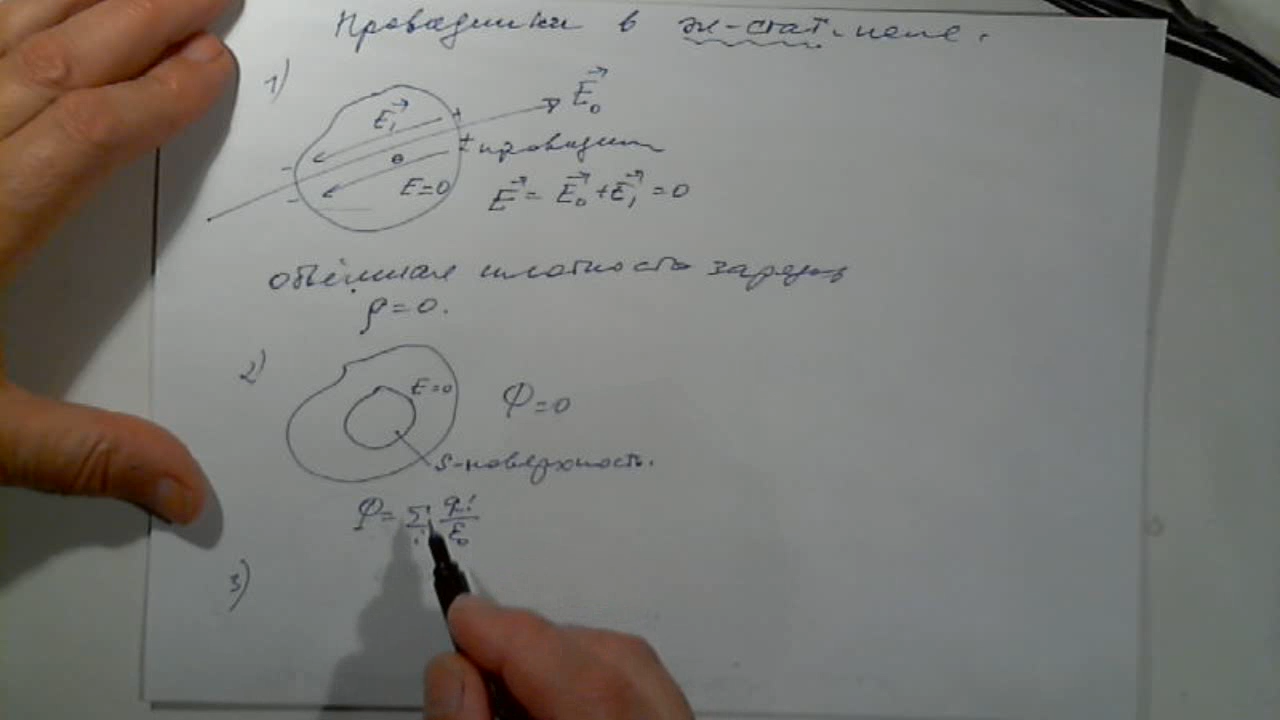 Проводники в эл-стат. поле.
1)
E₁ E₀
+ проводник
E=0
E = E₀ + E₁ = 0
объёмная плотность заряда
ρ=0.
2)
E=0 Φ=0
S-поверхность.
Φ= Σ qi/ε₀
i
3)